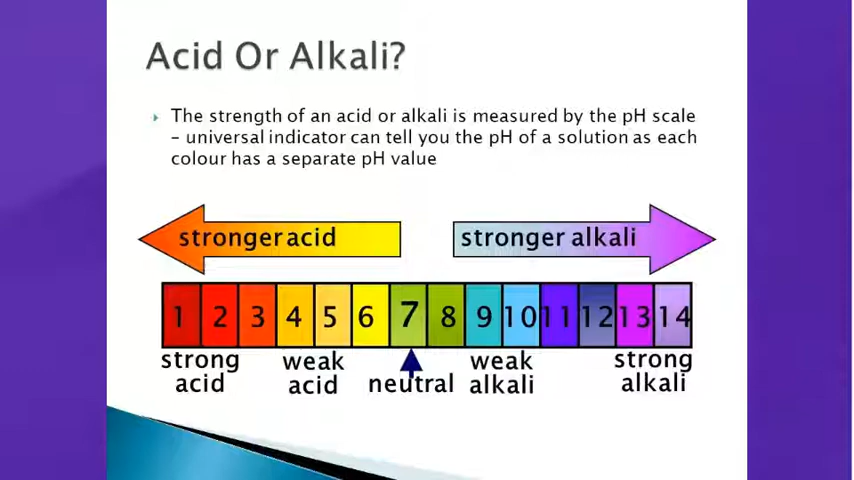 Acid Or Alkali?
The strength of an acid or alkali is measured by the pH scale
– universal indicator can tell you the pH of a solution as each
colour has a separate pH value
stronger acid
stronger alkali
1 2 3 4 5 6 7 8 9 10 11 12 13 14
strong
acid
weak
acid
neutral
weak
alkali
strong
alkali